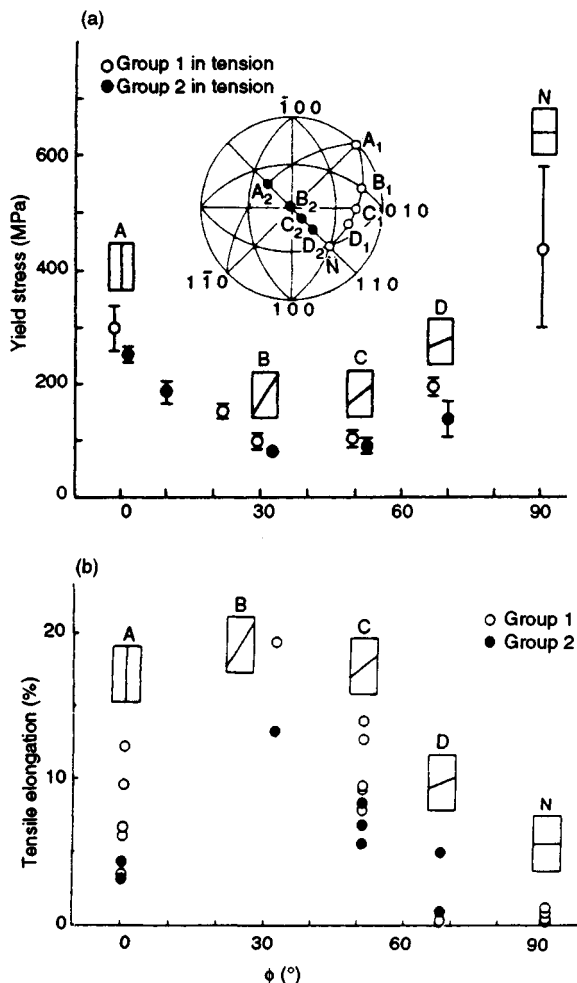 (a)
Group 1 in tension
Group 2 in tension
Yield stress (MPa)
600
400
200
0
0 30 60 90
A
B
C
D
N
1̄00
A1
B1
010
C1
D1
A2
B2
C2
D2
N
11̄0
110
100
(b)
Group 1
Group 2
Tensile elongation (%)
20
10
0
A
B
C
D
N
0 30 60 90
ϕ (°)